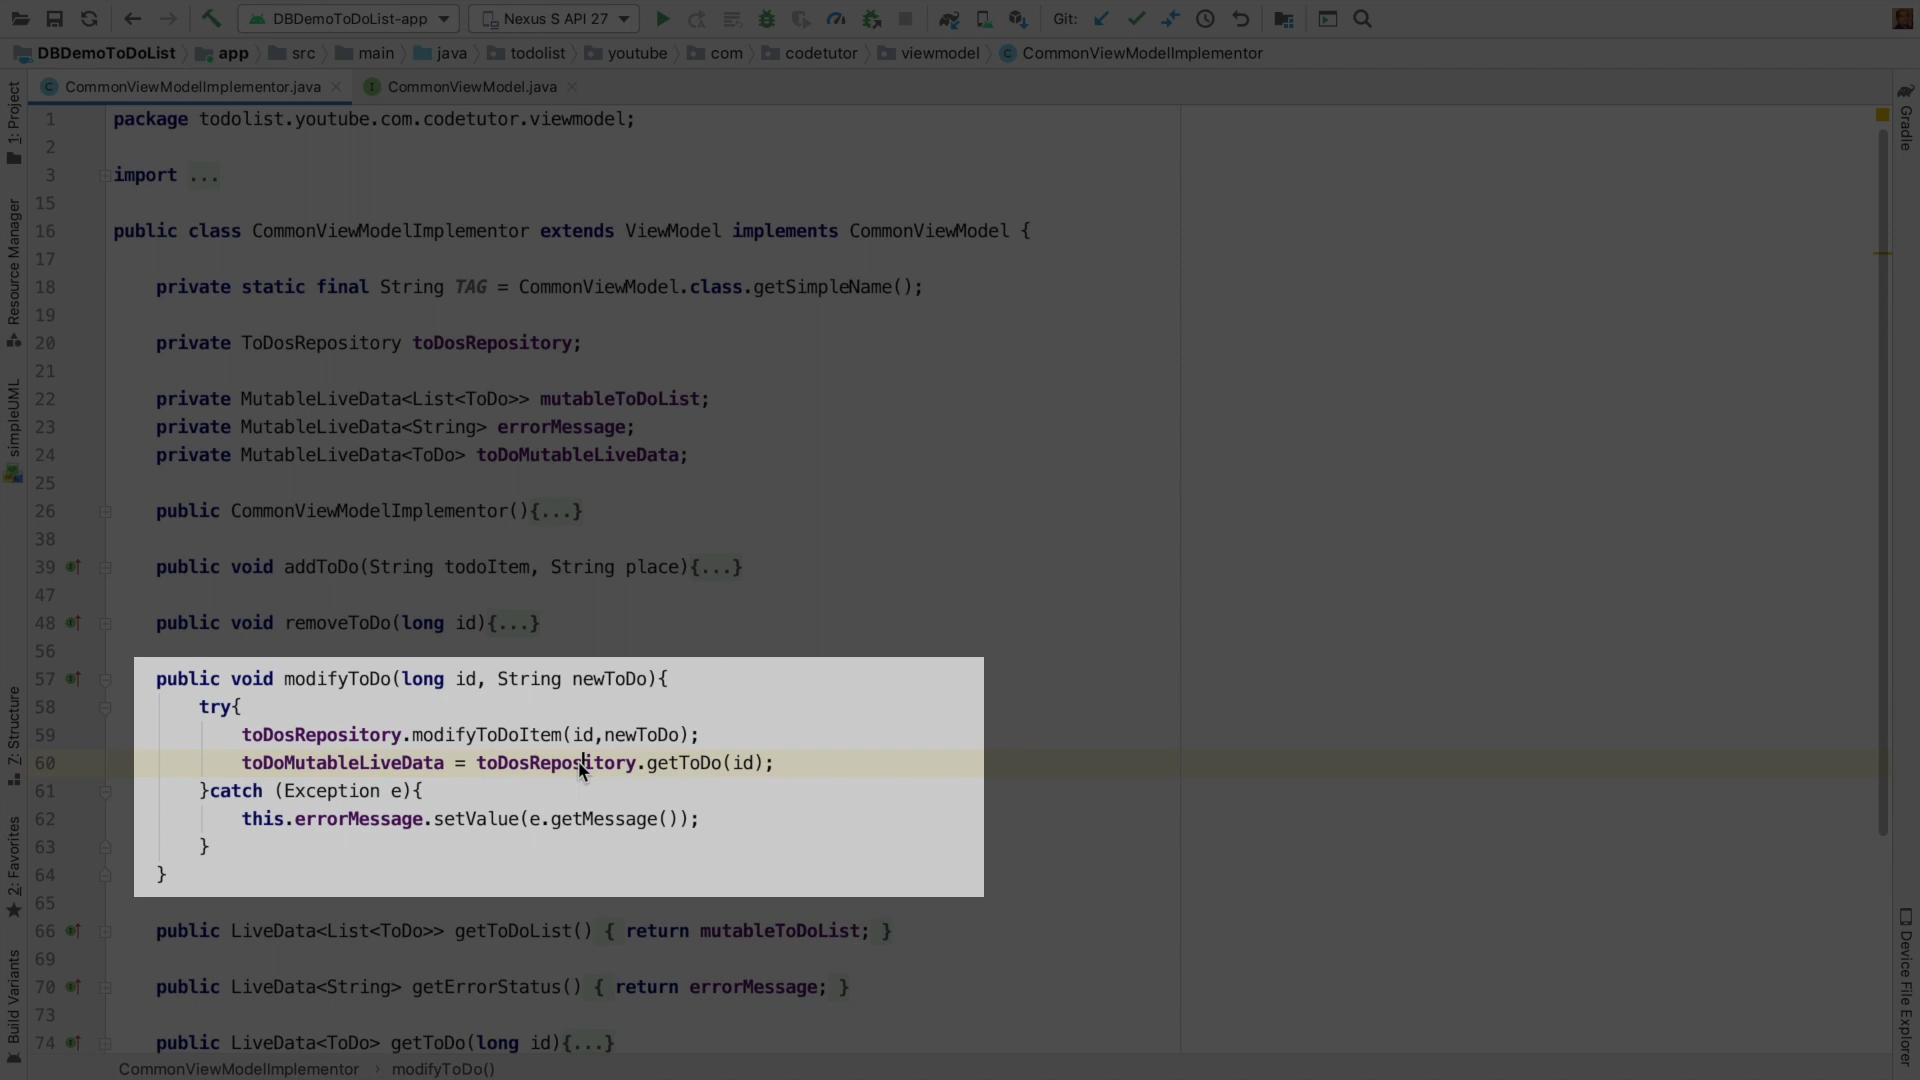 DBDemoToDoList-app Nexus S API 27 Git:
DBDemoToDoList app src main java todolist youtube com codetutor viewmodel CommonViewModelImplementor
CommonViewModelImplementor.java CommonViewModel.java
1: Project
Resource Manager
simpleUML
Z: Structure
2: Favorites
Build Variants
1 package todolist.youtube.com.codetutor.viewmodel;
2
3 import ...
15
16 public class CommonViewModelImplementor extends ViewModel implements CommonViewModel {
17
18 private static final String TAG = CommonViewModel.class.getSimpleName();
19
20 private ToDosRepository toDosRepository;
21
22 private MutableLiveData<List<ToDo>> mutableToDoList;
23 private MutableLiveData<String> errorMessage;
24 private MutableLiveData<ToDo> toDoMutableLiveData;
25
26 public CommonViewModelImplementor(){...}
38
39 public void addToDo(String todoItem, String place){...}
47
48 public void removeToDo(long id){...}
56
57 public void modifyToDo(long id, String newToDo){
58 try{
59 toDosRepository.modifyToDoItem(id,newToDo);
60 toDoMutableLiveData = toDosRepository.getToDo(id);
61 }catch (Exception e){
62 this.errorMessage.setValue(e.getMessage());
63 }
64 }
65
66 public LiveData<List<ToDo>> getToDoList() { return mutableToDoList; }
69
70 public LiveData<String> getErrorStatus() { return errorMessage; }
73
74 public LiveData<ToDo> getToDo(long id){...}
CommonViewModelImplementor › modifyToDo()
Gradle
Device File Explorer